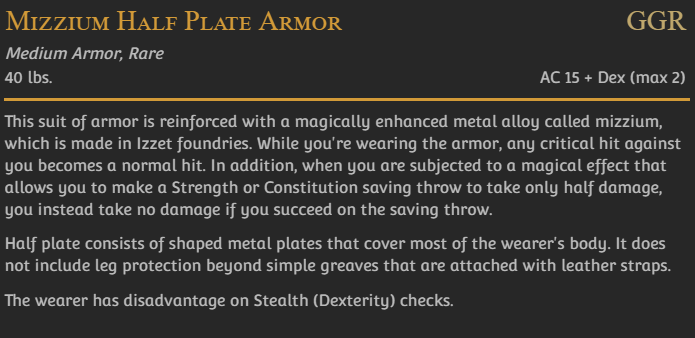 Mizzium Half Plate Armor GGR
Medium Armor, Rare
40 lbs. AC 15 + Dex (max 2)
This suit of armor is reinforced with a magically enhanced metal alloy called mizzium,
which is made in Izzet foundries. While you're wearing the armor, any critical hit against
you becomes a normal hit. In addition, when you are subjected to a magical effect that
allows you to make a Strength or Constitution saving throw to take only half damage,
you instead take no damage if you succeed on the saving throw.
Half plate consists of shaped metal plates that cover most of the wearer's body. It does
not include leg protection beyond simple greaves that are attached with leather straps.
The wearer has disadvantage on Stealth (Dexterity) checks.